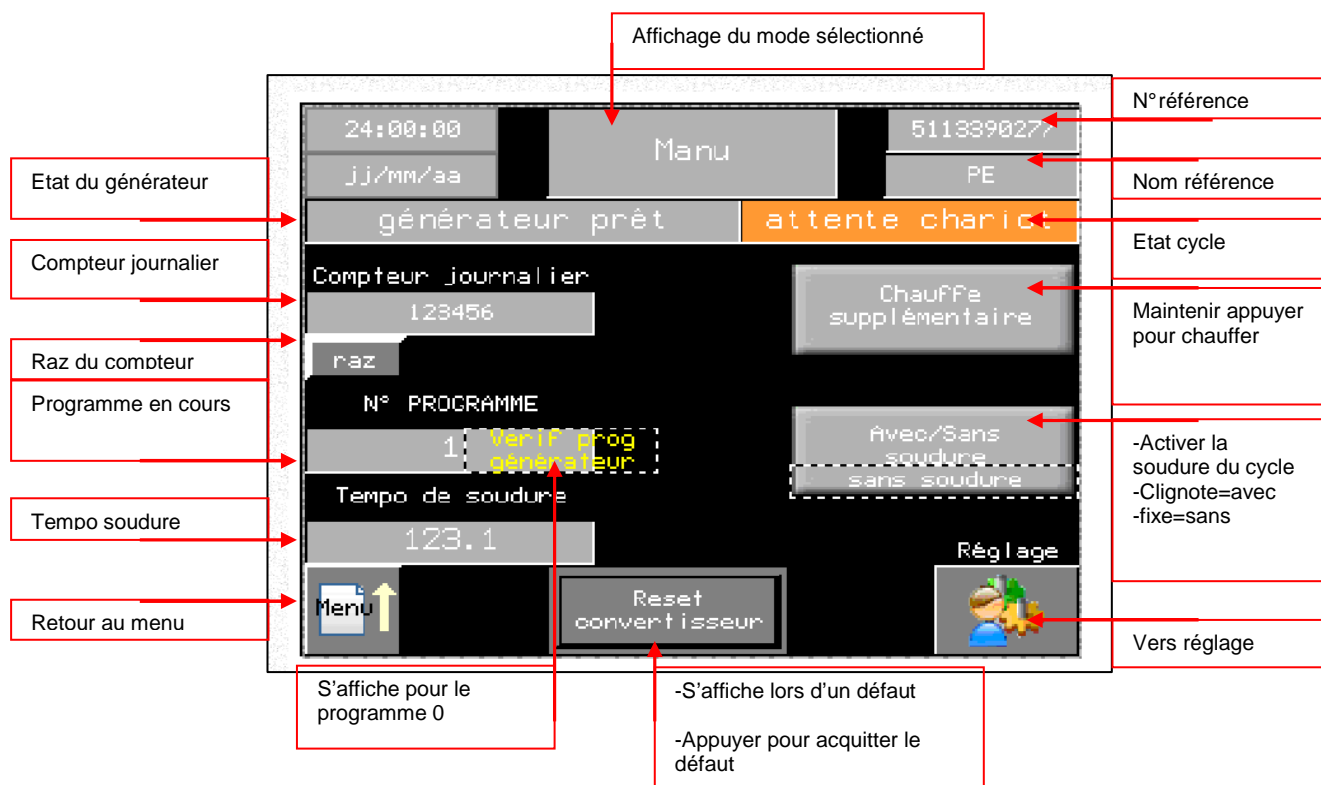 Affichage du mode sélectionné
N° référence
24:00:00
Manu
5113390277
jj/mm/aa
PE
Nom référence
Etat du générateur
générateur prêt
attente chariot
Etat cycle
Compteur journalier
Compteur journalier
123456
Chauffe
supplémentaire
Maintenir appuyer
pour chauffer
Raz du compteur
raz
Programme en cours
N° PROGRAMME
1
Verif prog
générateur
Avec/Sans
soudure
sans soudure
-Activer la
soudure du cycle
-Clignote=avec
-fixe=sans
Tempo de soudure
Tempo soudure
123.1
Réglage
Menu
Reset
convertisseur
Retour au menu
Vers réglage
S'affiche pour le
programme 0
-S'affiche lors d'un défaut
-Appuyer pour acquitter le
défaut